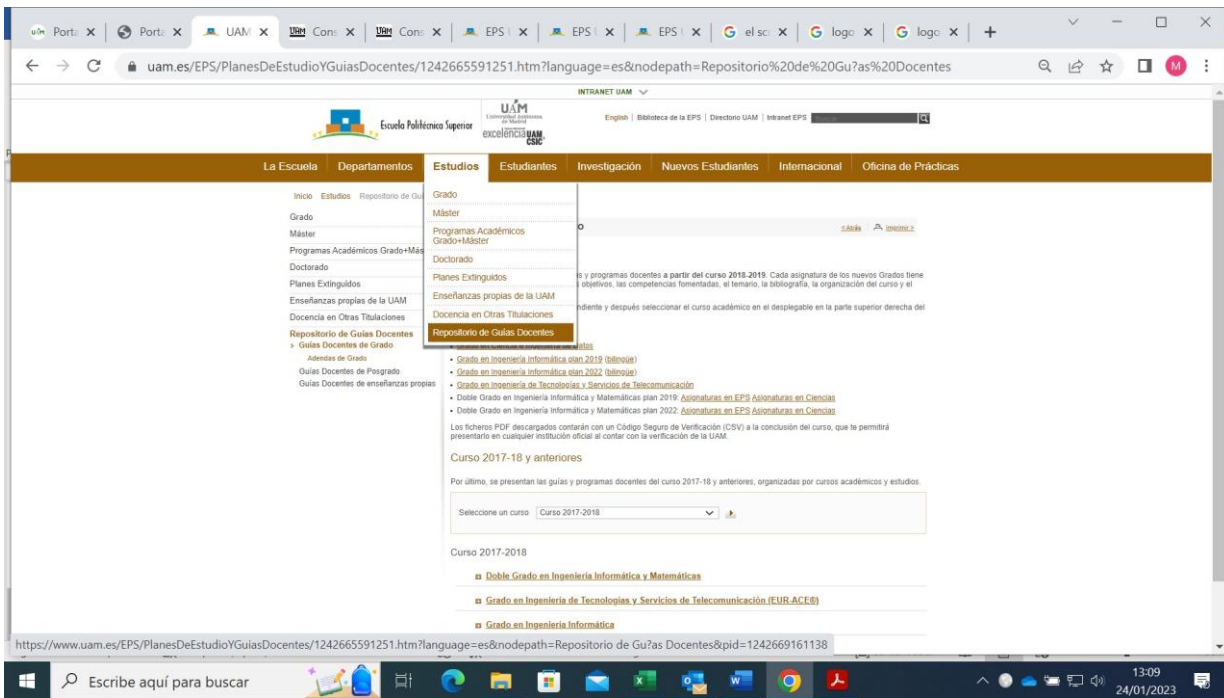 Porta
Porta
UAM
Cons
Cons
EPS
EPS
EPS
el sc
logo
logo
uam.es/EPS/PlanesDeEstudioYGuiasDocentes/1242665591251.htm?language=es&nodepath=Repositorio%20de%20Gu?as%20Docentes
M
INTRANET UAM
Escuela Politécnica Superior
UAM
Universidad Autónoma
de Madrid
excelencia UAM
CSIC
English | Biblioteca de la EPS | Directorio UAM | Intranet EPS
La Escuela Departamentos Estudios Estudiantes Investigación Nuevos Estudiantes Internacional Oficina de Prácticas
Inicio Estudios Repositorio de Guí
Grado
Máster
Programas Académicos Grado+Más
Doctorado
Planes Extinguidos
Enseñanzas propias de la UAM
Docencia en Otras Titulaciones
Repositorio de Guías Docentes
Guías Docentes de Grado
Adendas de Grado
Guías Docentes de Posgrado
Guías Docentes de enseñanzas propias
Grado
Máster
Programas Académicos
Grado+Máster
Doctorado
Planes Extinguidos
Enseñanzas propias de la UAM
Docencia en Otras Titulaciones
Repositorio de Guías Docentes
o
< Atrás Imprimir >
s y programas docentes a partir del curso 2018-2019. Cada asignatura de los nuevos Grados tiene
objetivos, las competencias fomentadas, el temario, la bibliografía, la organización del curso y el
ndiente y después seleccionar el curso académico en el desplegable en la parte superior derecha del
• Grado en Ciencia e Ingeniería de Datos
• Grado en Ingeniería Informática plan 2019 (bilingüe)
• Grado en Ingeniería Informática plan 2022 (bilingüe)
• Grado en Ingeniería de Tecnologías y Servicios de Telecomunicación
• Doble Grado en Ingeniería Informática y Matemáticas plan 2019: Asignaturas en EPS Asignaturas en Ciencias
• Doble Grado en Ingeniería Informática y Matemáticas plan 2022: Asignaturas en EPS Asignaturas en Ciencias
Los ficheros PDF descargados contarán con un Código Seguro de Verificación (CSV) a la conclusión del curso, que te permitirá
presentarlo en cualquier institución oficial al contar con la verificación de la UAM.
Curso 2017-18 y anteriores
Por último, se presentan las guías y programas docentes del curso 2017-18 y anteriores, organizadas por cursos académicos y estudios.
Seleccione un curso Curso 2017-2018
Curso 2017-2018
Doble Grado en Ingeniería Informática y Matemáticas
Grado en Ingeniería de Tecnologías y Servicios de Telecomunicación (EUR-ACE®)
Grado en Ingeniería Informática
https://www.uam.es/EPS/PlanesDeEstudioYGuiasDocentes/1242665591251.htm?language=es&nodepath=Repositorio de Gu?as Docentes&pid=1242669161138
Escribe aquí para buscar
13:09
24/01/2023